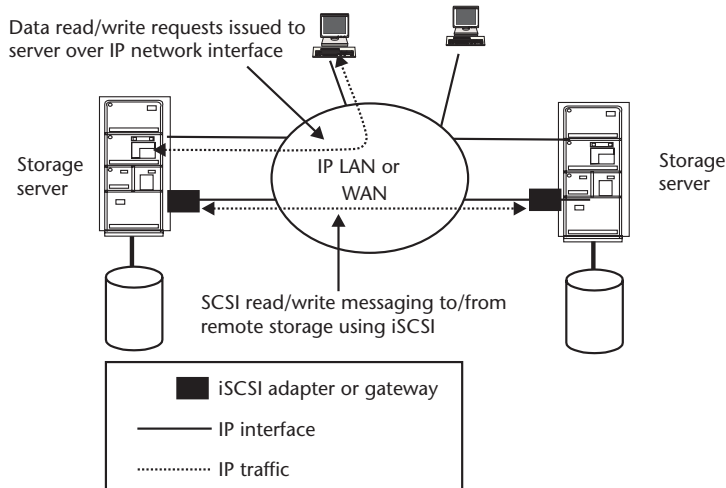 Data read/write requests issued to
server over IP network interface
Storage
server
IP LAN or
WAN
Storage
server
SCSI read/write messaging to/from
remote storage using iSCSI
iSCSI adapter or gateway
IP interface
IP traffic